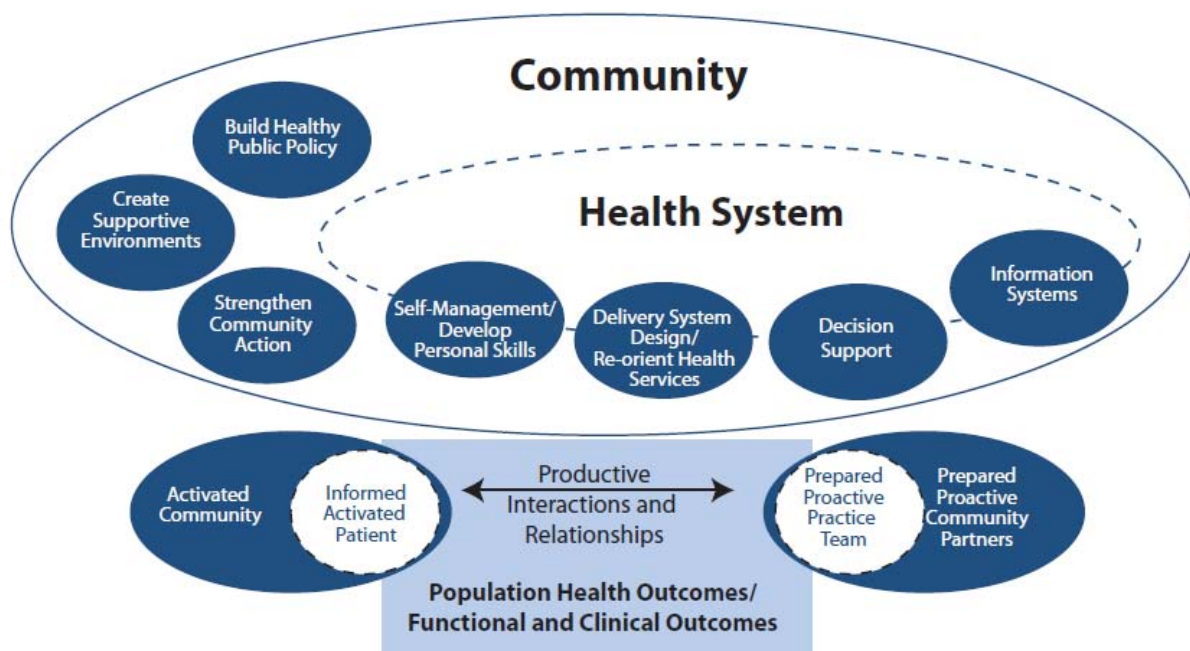 Community
Build Healthy
Public Policy
Create
Supportive
Environments
Strengthen
Community
Action
Health System
Self-Management/
Develop
Personal Skills
Delivery System
Design/
Re-orient Health
Services
Decision
Support
Information
Systems
Activated
Community
Informed
Activated
Patient
Productive
Interactions and
Relationships
Prepared
Proactive
Practice
Team
Prepared
Proactive
Community
Partners
Population Health Outcomes/
Functional and Clinical Outcomes